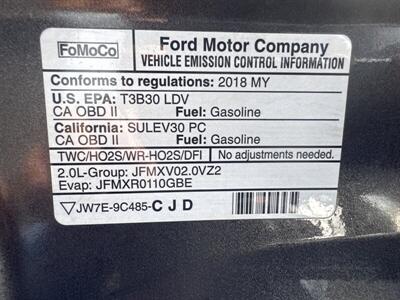 FoMoCo
Ford Motor Company
VEHICLE EMISSION CONTROL INFORMATION
Conforms to regulations: 2018 MY
U.S. EPA: T3B30 LDV
CA OBD II Fuel: Gasoline
California: SULEV30 PC
CA OBD II Fuel: Gasoline
TWC/HO2S/WR-HO2S/DFI No adjustments needed.
2.0L-Group: JFMXV02.0VZ2
Evap: JFMXR0110GBE
JW7E-9C485-CJD